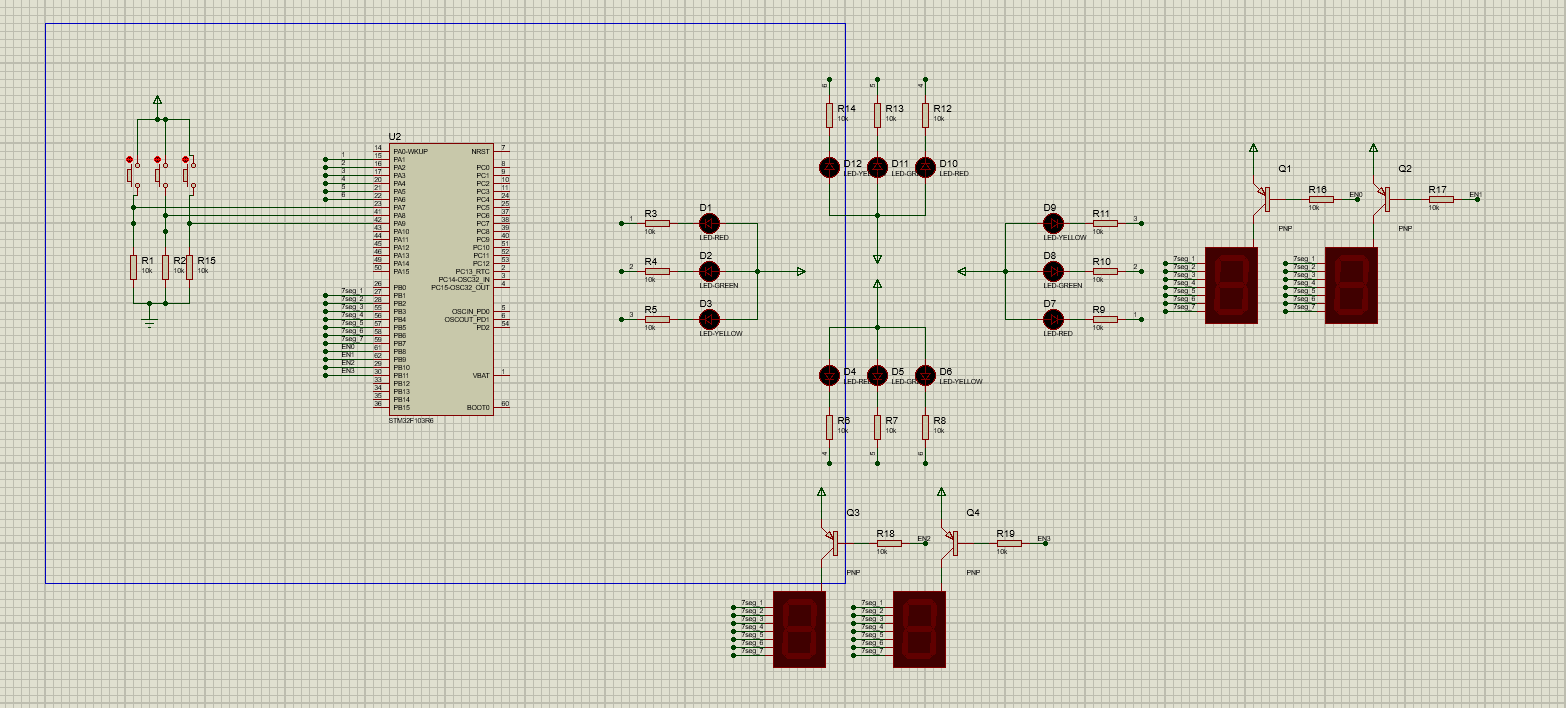 U2
14 PA0-WKUP NRST 7
1 15 PA1
2 16 PA2 PC0 8
3 17 PA3 PC1 9
4 20 PA4 PC2 10
5 21 PA5 PC3 11
6 22 PA6 PC4 24
23 PA7 PC5 25
41 PA8 PC6 37
42 PA9 PC7 38
43 PA10 PC8 39
44 PA11 PC9 40
45 PA12 PC10 51
46 PA13 PC11 52
49 PA14 PC12 53
50 PA15 PC13_RTC 2
PC14-OSC32_IN 3
26 PB0 PC15-OSC32_OUT 4
7seg_1 27 PB1
7seg_2 28 PB2
7seg_3 55 PB3 OSCIN_PD0 5
7seg_4 56 PB4 OSCOUT_PD1 6
7seg_5 57 PB5 PD2 54
7seg_6 58 PB6
7seg_7 59 PB7
EN0 61 PB8
EN1 62 PB9
EN2 29 PB10
EN3 30 PB11 VBAT 1
33 PB12
34 PB13
35 PB14
36 PB15 BOOT0 60
STM32F103R6
R1
10k
R2
10k
R15
10k
6
R14
10k
5
R13
10k
4
R12
10k
D12
LED-YEL
D11
LED-GR
D10
LED-RED
1
R3
10k
D1
LED-RED
2
R4
10k
D2
LED-GREEN
3
R5
10k
D3
LED-YELLOW
D9
LED-YELLOW
R11
10k
3
D8
LED-GREEN
R10
10k
2
D7
LED-RED
R9
10k
1
D4
LED-RED
D5
LED-GR
D6
LED-YELLOW
R6
10k
4
R7
10k
5
R8
10k
6
Q1
PNP
R16
10k
EN0
Q2
PNP
R17
10k
EN1
7seg_1
7seg_2
7seg_3
7seg_4
7seg_5
7seg_6
7seg_7
7seg_1
7seg_2
7seg_3
7seg_4
7seg_5
7seg_6
7seg_7
Q3
PNP
R18
10k
EN2
Q4
PNP
R19
10k
EN3
7seg_1
7seg_2
7seg_3
7seg_4
7seg_5
7seg_6
7seg_7
7seg_1
7seg_2
7seg_3
7seg_4
7seg_5
7seg_6
7seg_7